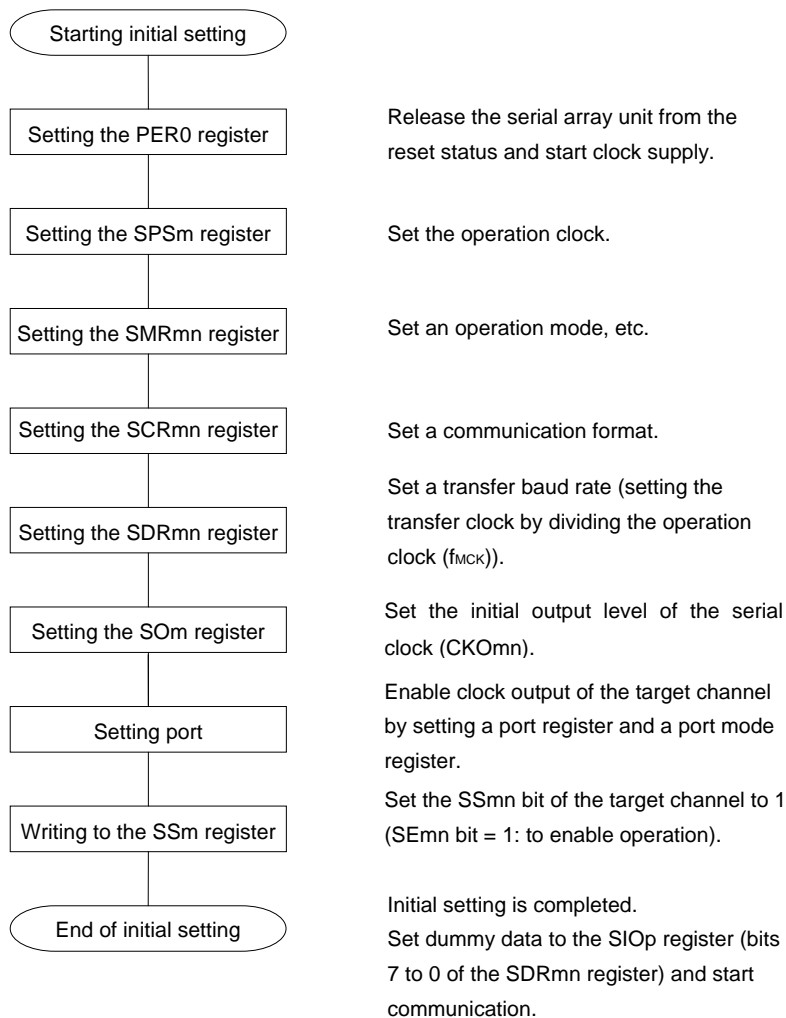 Starting initial setting
Setting the PER0 register
Release the serial array unit from the
reset status and start clock supply.
Setting the SPSm register
Set the operation clock.
Setting the SMRmn register
Set an operation mode, etc.
Setting the SCRmn register
Set a communication format.
Setting the SDRmn register
Set a transfer baud rate (setting the
transfer clock by dividing the operation
clock (fMCK)).
Setting the SOm register
Set the initial output level of the serial
clock (CKOmn).
Setting port
Enable clock output of the target channel
by setting a port register and a port mode
register.
Writing to the SSm register
Set the SSmn bit of the target channel to 1
(SEmn bit = 1: to enable operation).
End of initial setting
Initial setting is completed.
Set dummy data to the SIOp register (bits
7 to 0 of the SDRmn register) and start
communication.